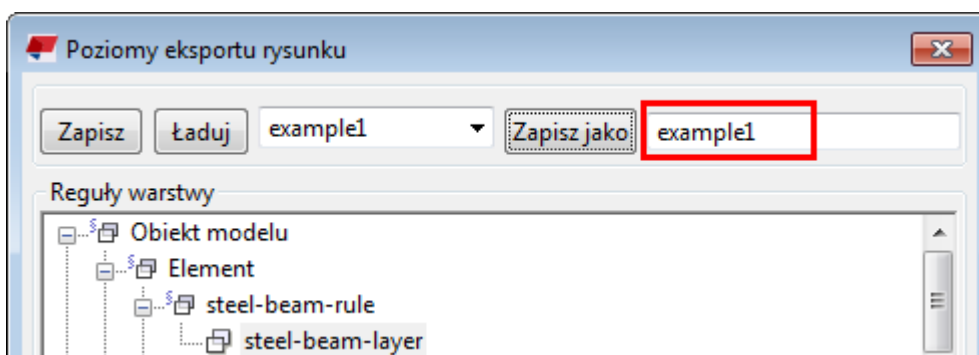 Poziomy eksportu rysunku
Zapisz Ładuj example1 Zapisz jako example1
Reguły warstwy
§ Obiekt modelu
§ Element
§ steel-beam-rule
steel-beam-layer